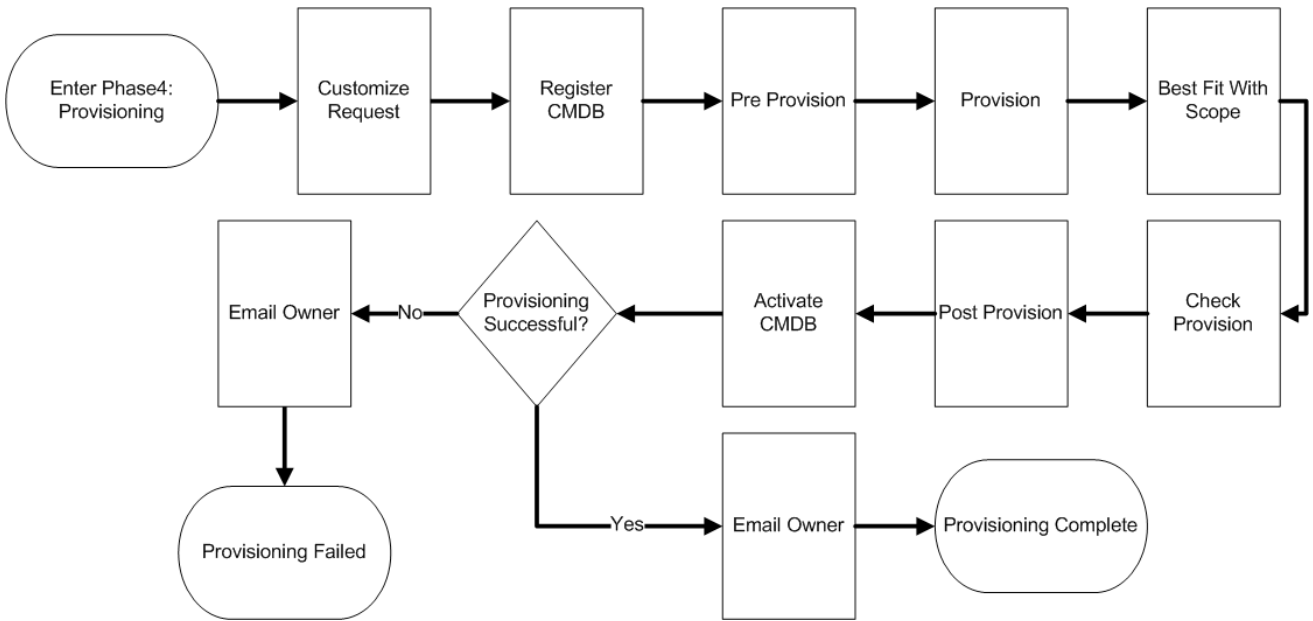 Enter Phase4:
Provisioning
Customize
Request
Register
CMDB
Pre Provision
Provision
Best Fit With
Scope
Email Owner
No
Provisioning
Successful?
Activate
CMDB
Post Provision
Check
Provision
Provisioning Failed
Yes
Email Owner
Provisioning Complete